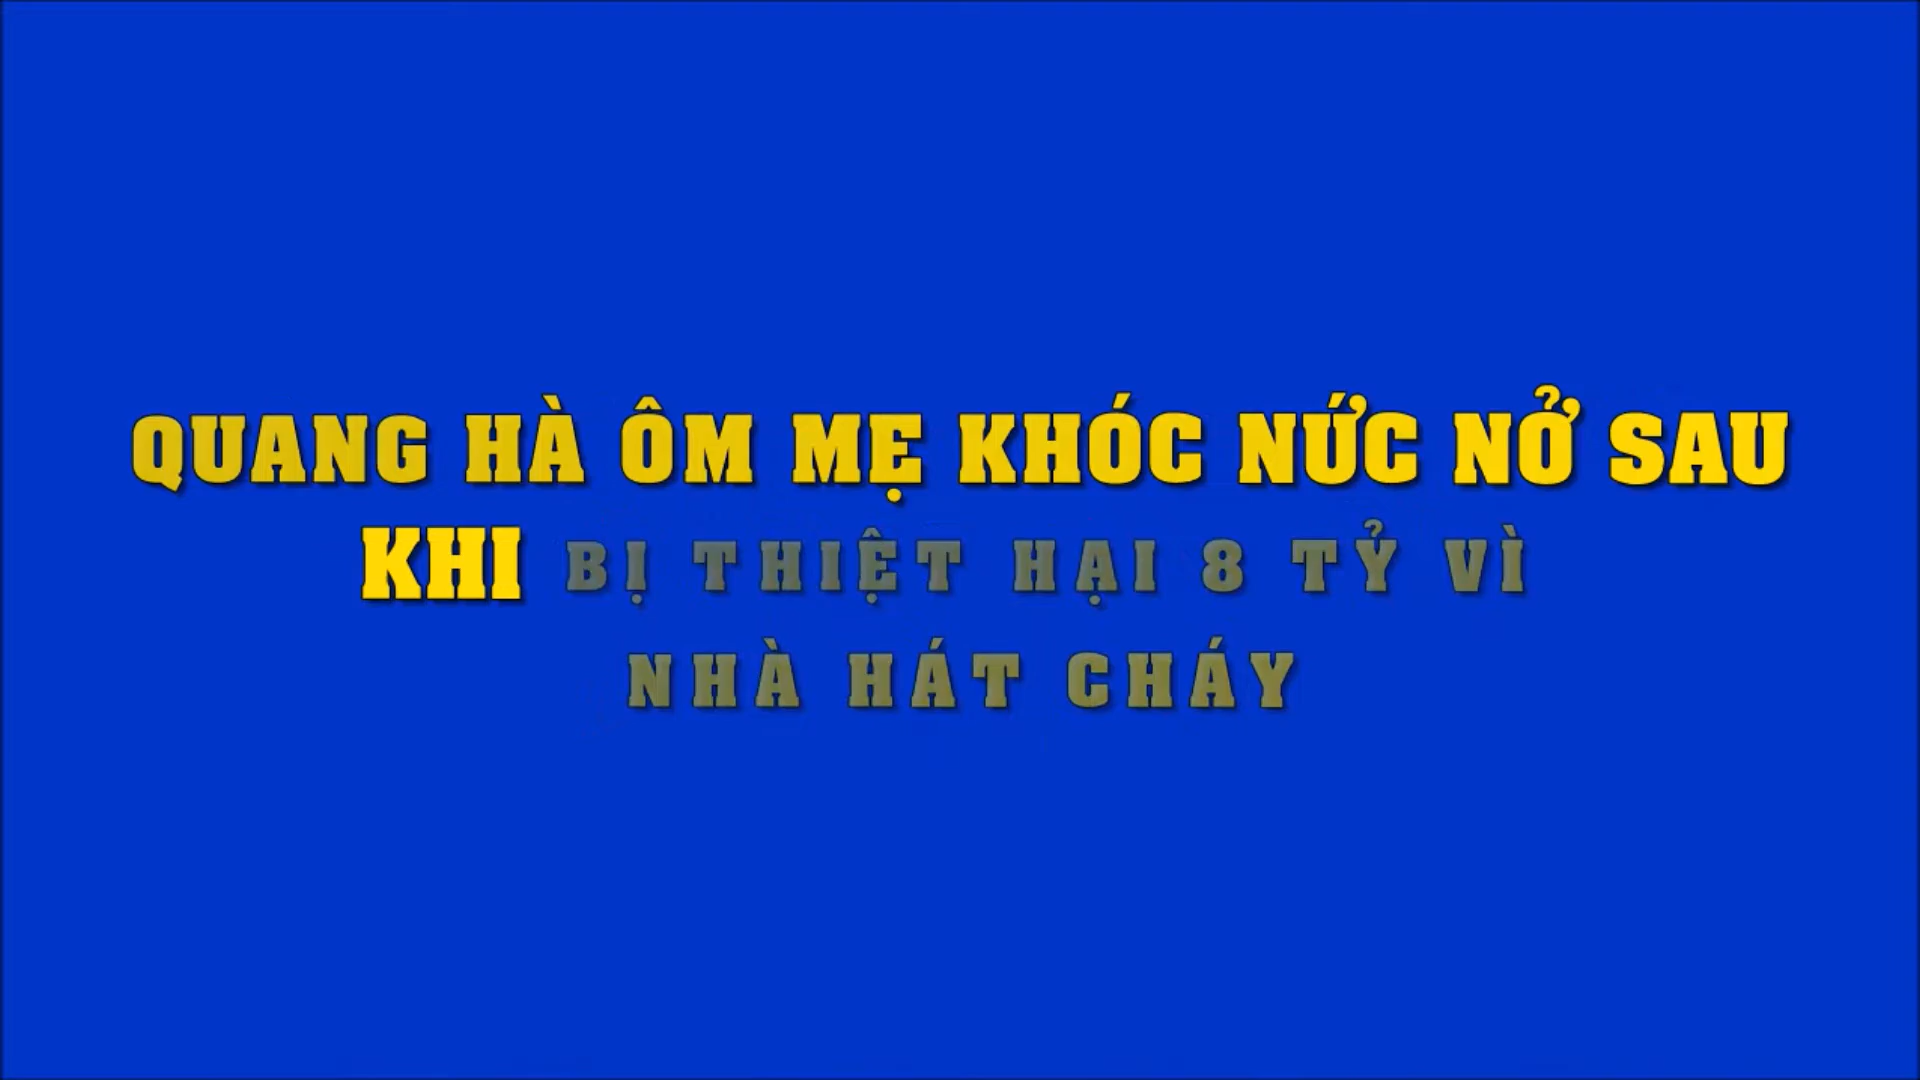 QUANG HÀ ÔM MẸ KHÓC NỨC NỞ SAU
KHI BỊ THIỆT HẠI 8 TỶ VÌ
NHÀ HÁT CHÁY